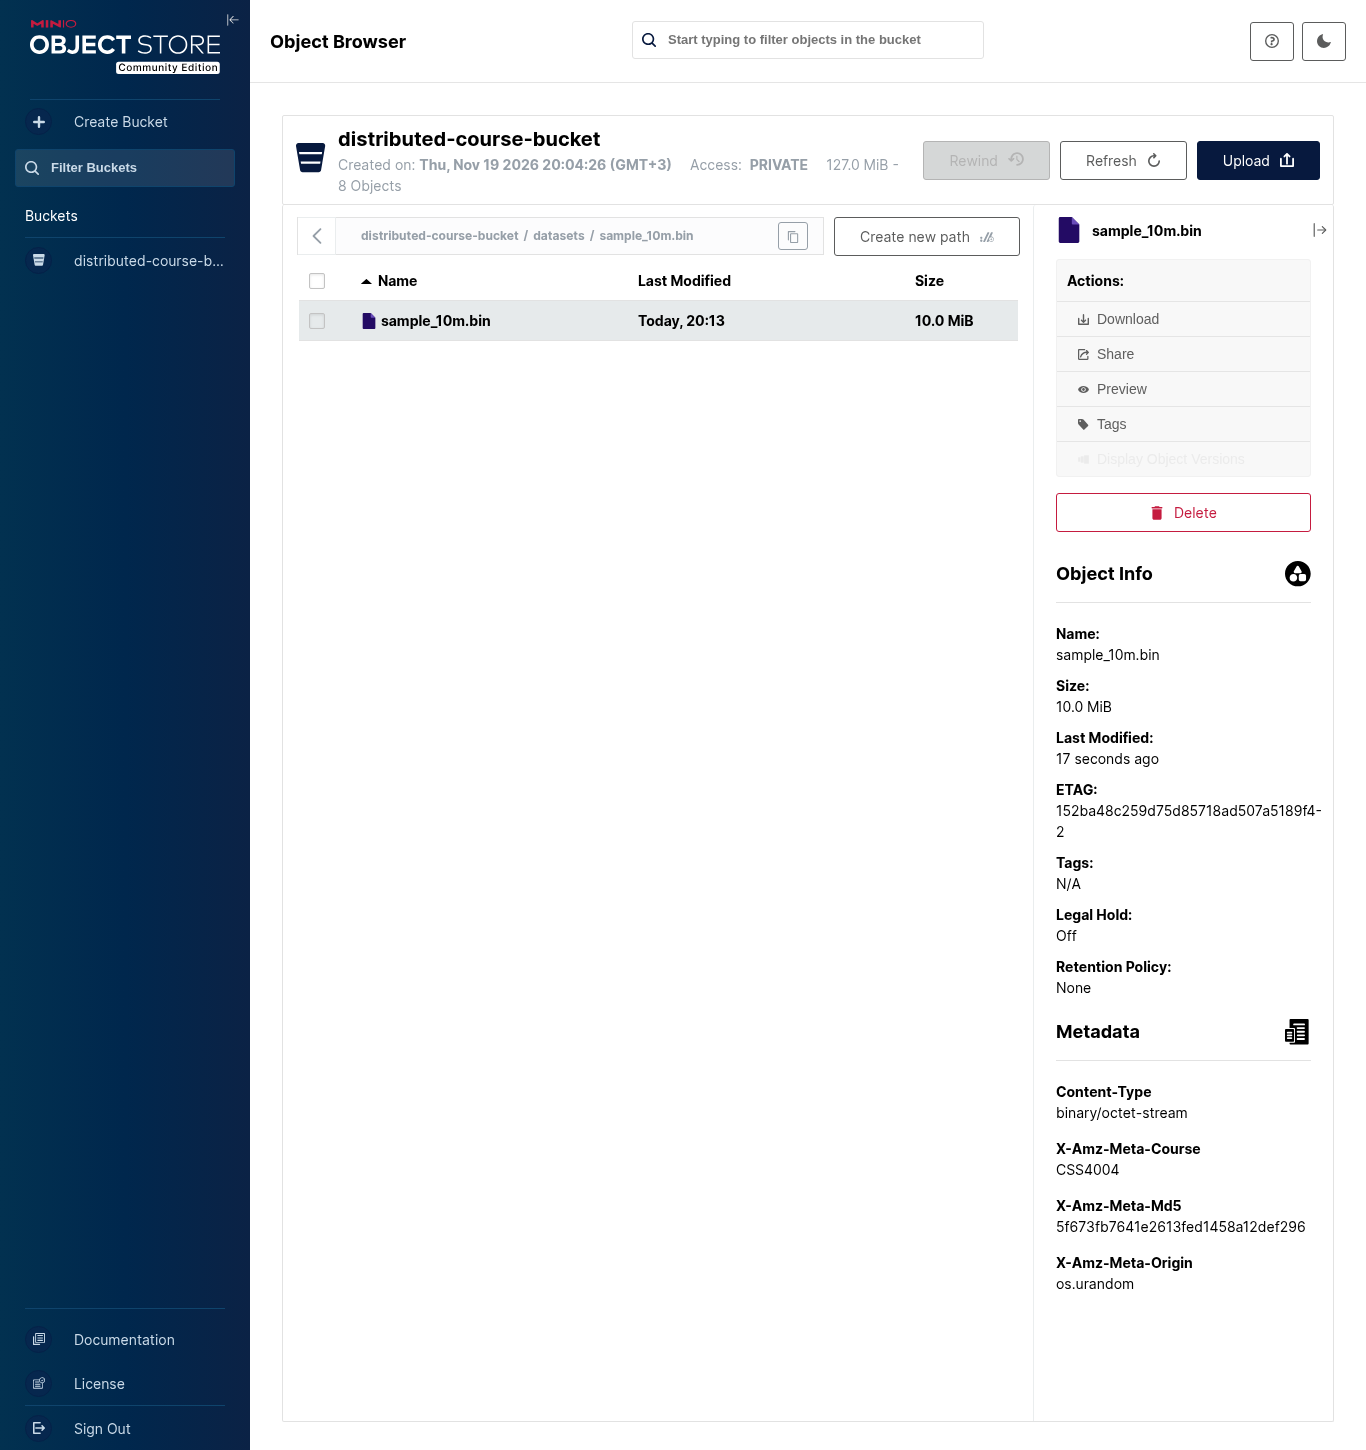 MINIO
OBJECT STORE
Community Edition
Create Bucket
Filter Buckets
Buckets
distributed-course-b...
Documentation
License
Sign Out
Object Browser
Start typing to filter objects in the bucket
distributed-course-bucket
Created on: Thu, Nov 19 2026 20:04:26 (GMT+3) Access: PRIVATE 127.0 MiB -
8 Objects
Rewind
Refresh
Upload
distributed-course-bucket / datasets / sample_10m.bin
Create new path
Name Last Modified Size
sample_10m.bin Today, 20:13 10.0 MiB
sample_10m.bin
Actions:
Download
Share
Preview
Tags
Display Object Versions
Delete
Object Info
Name:
sample_10m.bin
Size:
10.0 MiB
Last Modified:
17 seconds ago
ETAG:
152ba48c259d75d85718ad507a5189f4-
2
Tags:
N/A
Legal Hold:
Off
Retention Policy:
None
Metadata
Content-Type
binary/octet-stream
X-Amz-Meta-Course
CSS4004
X-Amz-Meta-Md5
5f673fb7641e2613fed1458a12def296
X-Amz-Meta-Origin
os.urandom